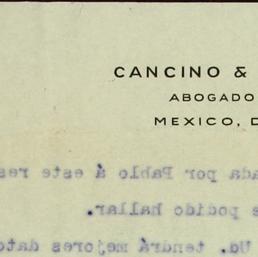 CANCINO &
ABOGADO
MEXICO, D
ada por Pablo á este res
e podido hallar.
Ud. tendrá mejores dato